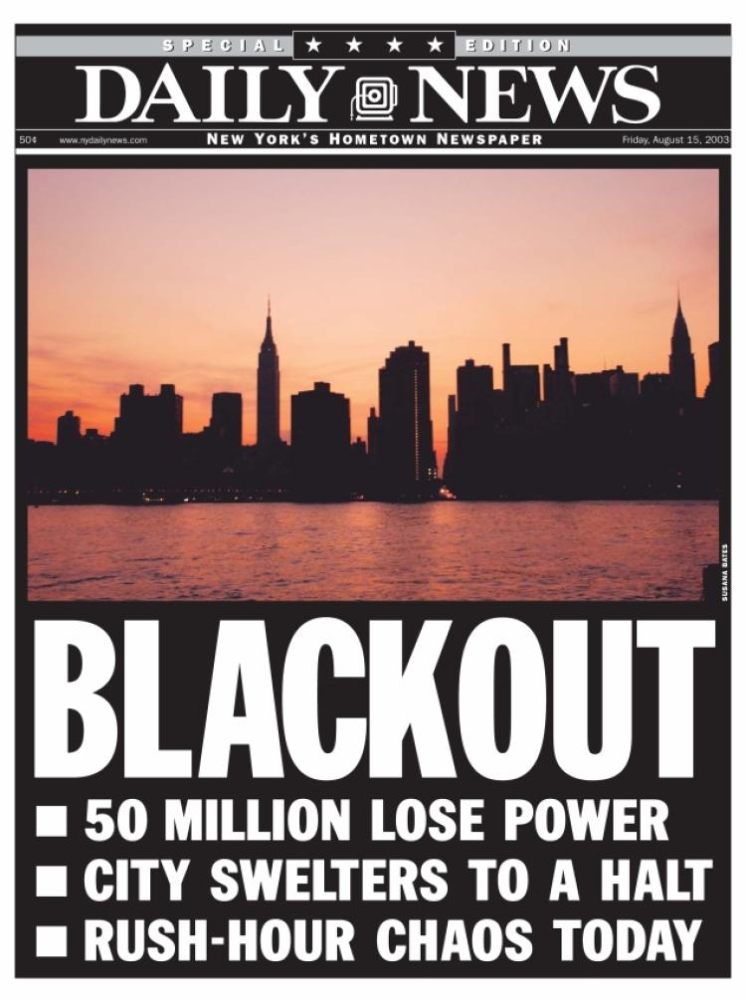 SPECIAL ★ ★ ★ ★ EDITION
DAILY NEWS
50¢ www.nydailynews.com NEW YORK'S HOMETOWN NEWSPAPER Friday, August 15, 2003
SUSANA BATES
BLACKOUT
■ 50 MILLION LOSE POWER
■ CITY SWELTERS TO A HALT
■ RUSH-HOUR CHAOS TODAY